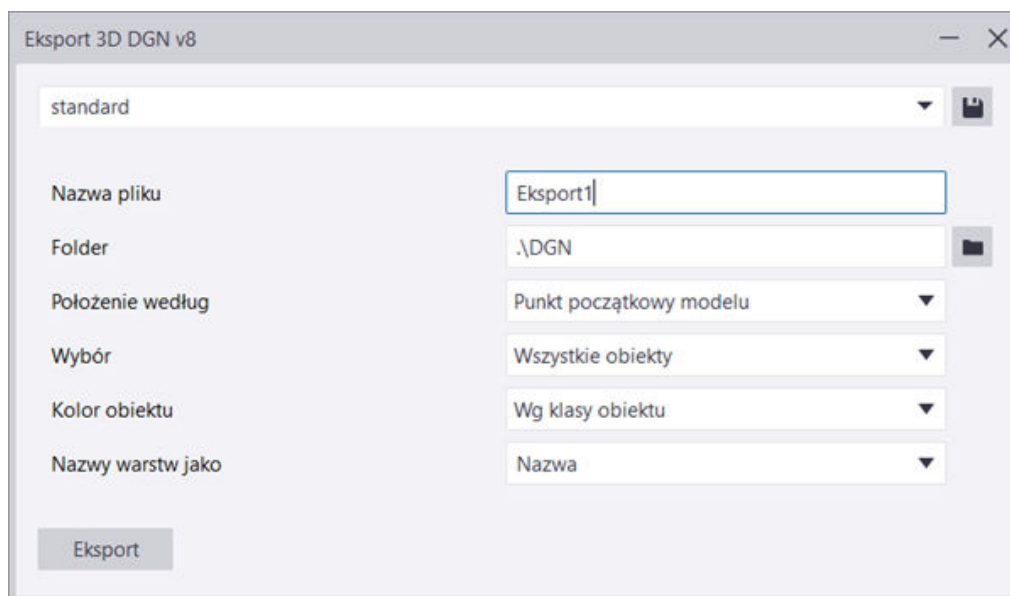 Eksport 3D DGN v8
standard
Nazwa pliku Eksport1
Folder .\DGN
Położenie według Punkt początkowy modelu
Wybór Wszystkie obiekty
Kolor obiektu Wg klasy obiektu
Nazwy warstw jako Nazwa
Eksport